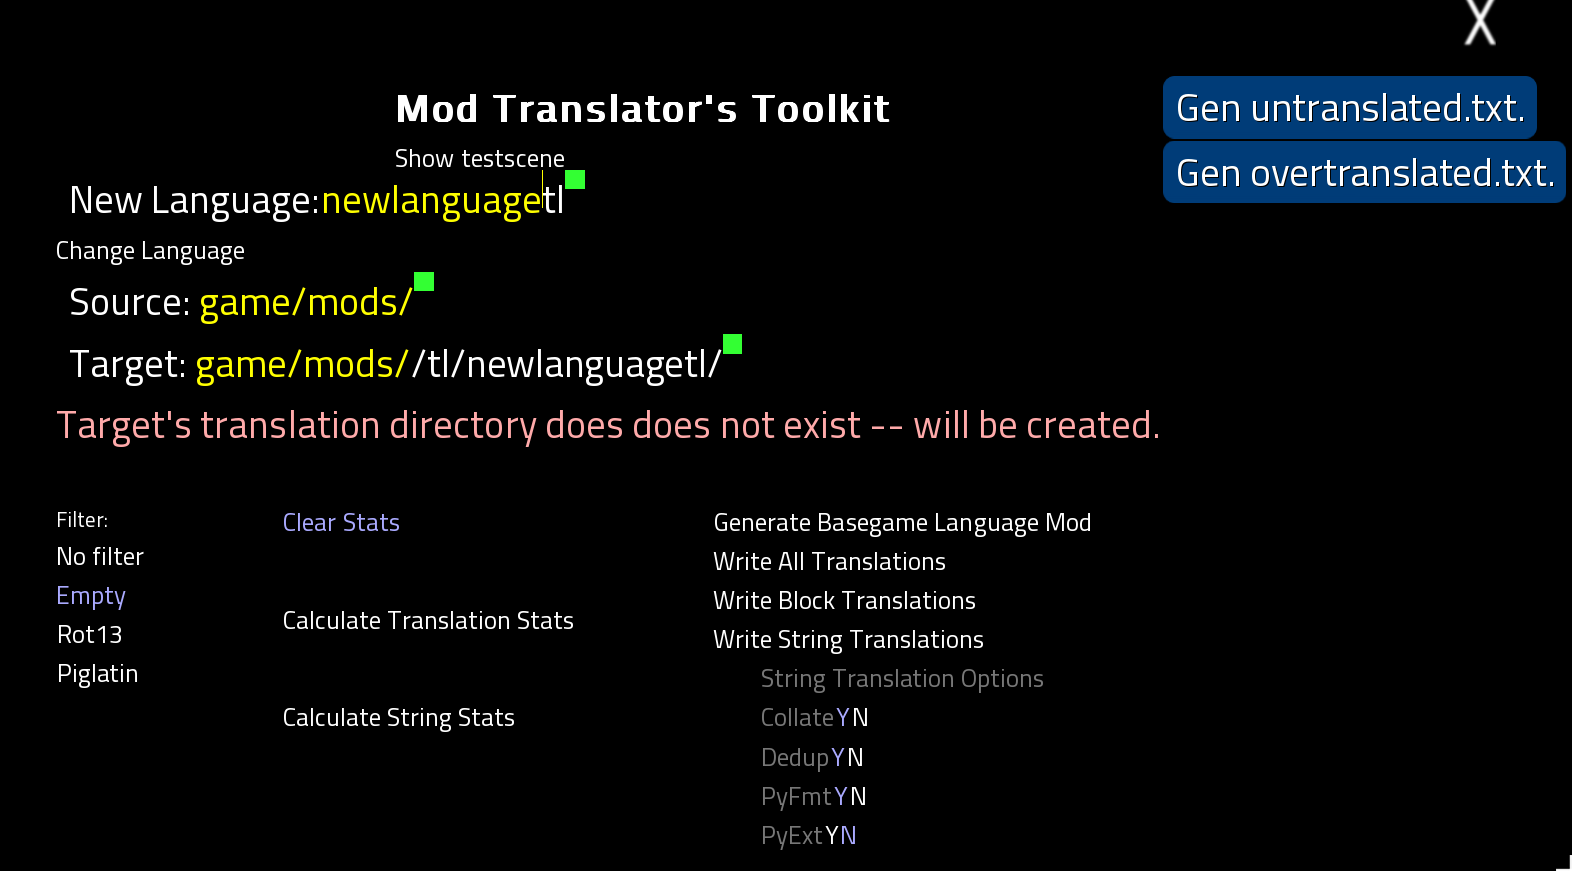 X
Mod Translator's Toolkit
Gen untranslated.txt.
Show testscene
Gen overtranslated.txt.
New Language:newlanguagetl
Change Language
Source: game/mods/
Target: game/mods//tl/newlanguagetl/
Target's translation directory does does not exist -- will be created.
Filter:
No filter
Empty
Rot13
Piglatin
Clear Stats
Calculate Translation Stats
Calculate String Stats
Generate Basegame Language Mod
Write All Translations
Write Block Translations
Write String Translations
String Translation Options
CollateYN
DedupYN
PyFmtYN
PyExtYN